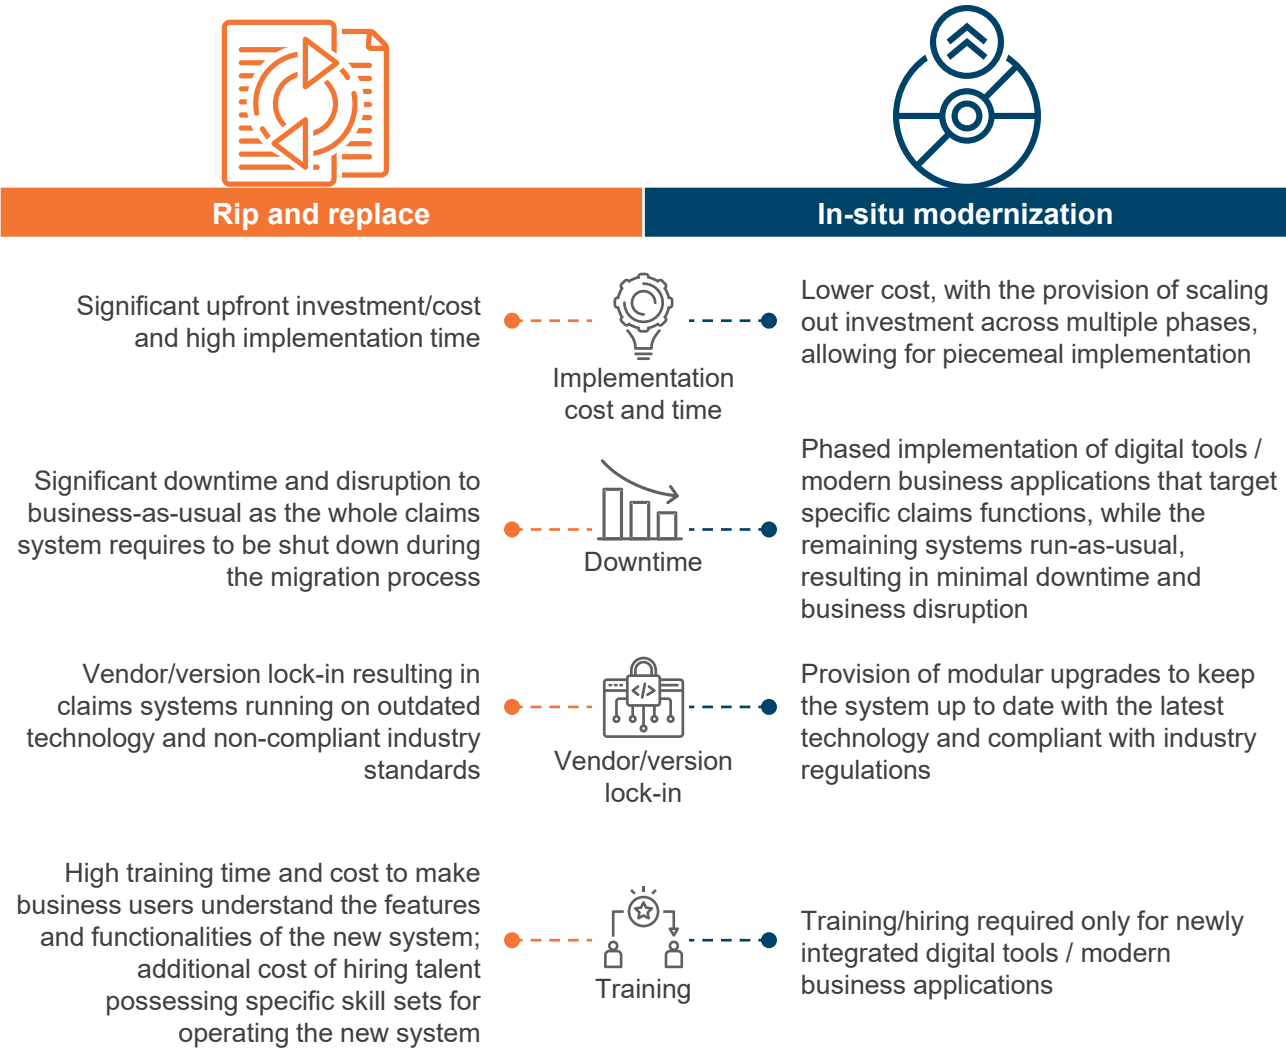 Rip and replace
In-situ modernization
Significant upfront investment/cost
and high implementation time
Implementation
cost and time
Lower cost, with the provision of scaling
out investment across multiple phases,
allowing for piecemeal implementation
Significant downtime and disruption to
business-as-usual as the whole claims
system requires to be shut down during
the migration process
Downtime
Phased implementation of digital tools /
modern business applications that target
specific claims functions, while the
remaining systems run-as-usual,
resulting in minimal downtime and
business disruption
Vendor/version lock-in resulting in
claims systems running on outdated
technology and non-compliant industry
standards
</>
Vendor/version
lock-in
Provision of modular upgrades to keep
the system up to date with the latest
technology and compliant with industry
regulations
High training time and cost to make
business users understand the features
and functionalities of the new system;
additional cost of hiring talent
possessing specific skill sets for
operating the new system
Training
Training/hiring required only for newly
integrated digital tools / modern
business applications